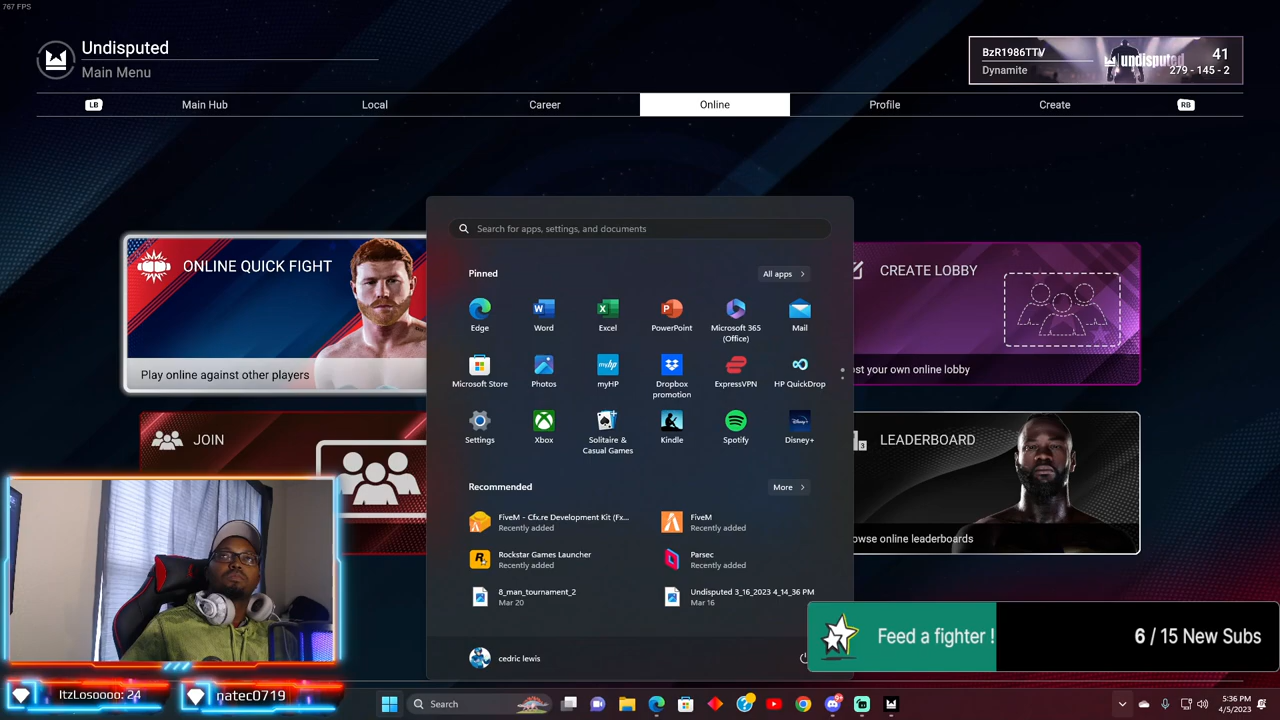 767 FPS
Undisputed
Main Menu
BzR1986TTV
Dynamite
undisputed
41
279 - 145 - 2
LB
Main Hub
Local
Career
Online
Profile
Create
RB
ONLINE QUICK FIGHT
Play online against other players
JOIN
CREATE LOBBY
ost your own online lobby
LEADERBOARD
3
owse online leaderboards
Search for apps, settings, and documents
Pinned
All apps
Edge
Word
Excel
PowerPoint
Microsoft 365
(Office)
Mail
Microsoft Store
Photos
myHP
Dropbox
promotion
ExpressVPN
HP QuickDrop
Settings
Xbox
Solitaire &
Casual Games
Kindle
Spotify
Disney+
Recommended
More
FiveM - Cfx.re Development Kit (Fx...
Recently added
FiveM
Recently added
Rockstar Games Launcher
Recently added
Parsec
Recently added
8_man_tournament_2
Mar 20
Undisputed 3_16_2023 4_14_36 PM
Mar 16
cedric lewis
Feed a fighter !
6 / 15 New Subs
ItzLosoooo: 24
natec0719
Search
5:36 PM
4/5/2023